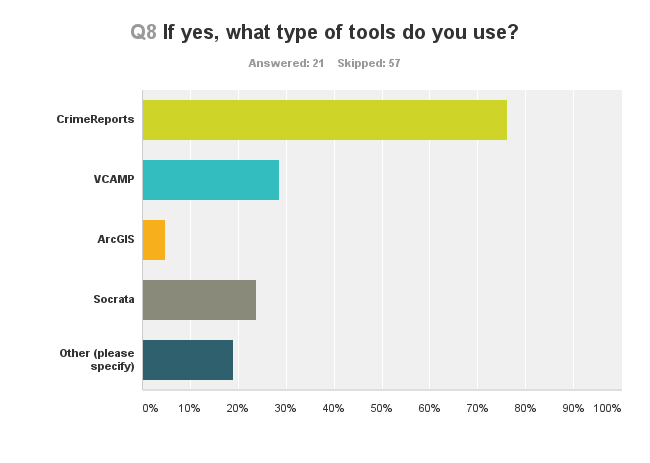 Q8 If yes, what type of tools do you use?
Answered: 21 Skipped: 57
CrimeReports
VCAMP
ArcGIS
Socrata
Other (please
specify)
0% 10% 20% 30% 40% 50% 60% 70% 80% 90% 100%